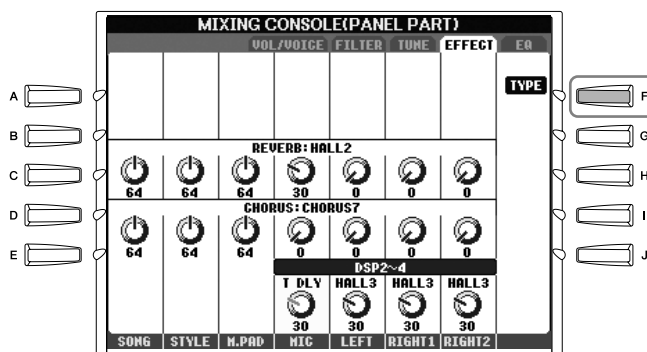 MIXING CONSOLE(PANEL PART)
VOL/VOICE FILTER TUNE EFFECT EQ
A TYPE F
B G
REVERB:HALL2
C H
64 64 64 30 0 0 0
CHORUS:CHORUS7
D I
64 64 64 0 0 0 0
E J
DSP2~4
T DLY HALL3 HALL3 HALL3
30 30 30 30
SONG STYLE M.PAD MIC LEFT RIGHT1 RIGHT2